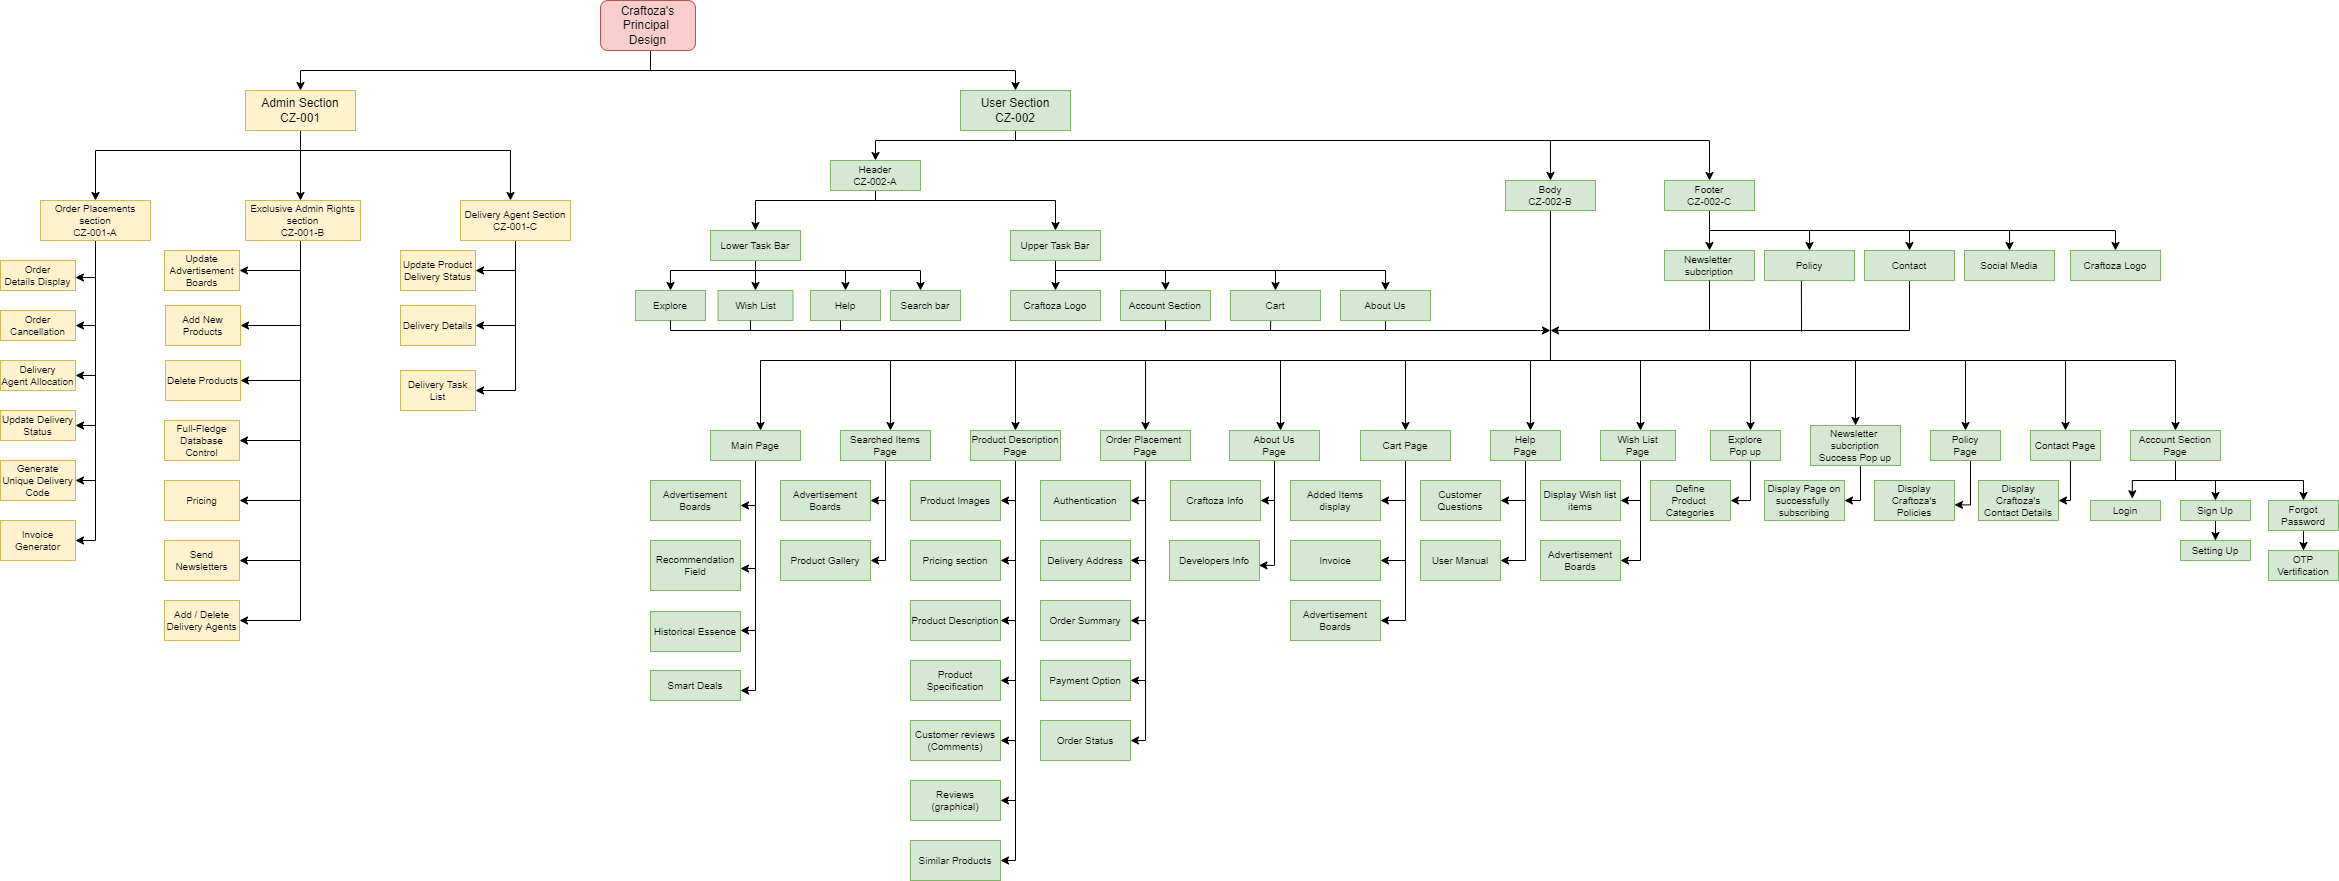 Craftoza's
Principal
Design
Admin Section
CZ-001
User Section
CZ-002
Order Placements
section
CZ-001-A
Exclusive Admin Rights
section
CZ-001-B
Delivery Agent Section
CZ-001-C
Order
Details Display
Order
Cancellation
Delivery
Agent Allocation
Update Delivery
Status
Generate
Unique Delivery
Code
Invoice
Generator
Update
Advertisement
Boards
Add New
Products
Delete Products
Full-Fledge
Database
Control
Pricing
Send
Newsletters
Add / Delete
Delivery Agents
Update Product
Delivery Status
Delivery Details
Delivery Task
List
Header
CZ-002-A
Body
CZ-002-B
Footer
CZ-002-C
Lower Task Bar
Upper Task Bar
Explore
Wish List
Help
Search bar
Craftoza Logo
Account Section
Cart
About Us
Newsletter
subcription
Policy
Contact
Social Media
Craftoza Logo
Main Page
Searched Items
Page
Product Description
Page
Order Placement
Page
About Us
Page
Cart Page
Help
Page
Wish List
Page
Explore
Pop up
Newsletter
subcription
Success Pop up
Policy
Page
Contact Page
Account Section
Page
Advertisement
Boards
Recommendation
Field
Historical Essence
Smart Deals
Advertisement
Boards
Product Gallery
Product Images
Pricing section
Product Description
Product
Specification
Customer reviews
(Comments)
Reviews
(graphical)
Similar Products
Authentication
Delivery Address
Order Summary
Payment Option
Order Status
Craftoza Info
Developers Info
Added Items
display
Invoice
Advertisement
Boards
Customer
Questions
User Manual
Display Wish list
items
Advertisement
Boards
Define
Product
Categories
Display Page on
successfully
subscribing
Display
Craftoza's
Policies
Display
Craftoza's
Contact Details
Login
Sign Up
Setting Up
Forgot
Password
OTP
Vertification